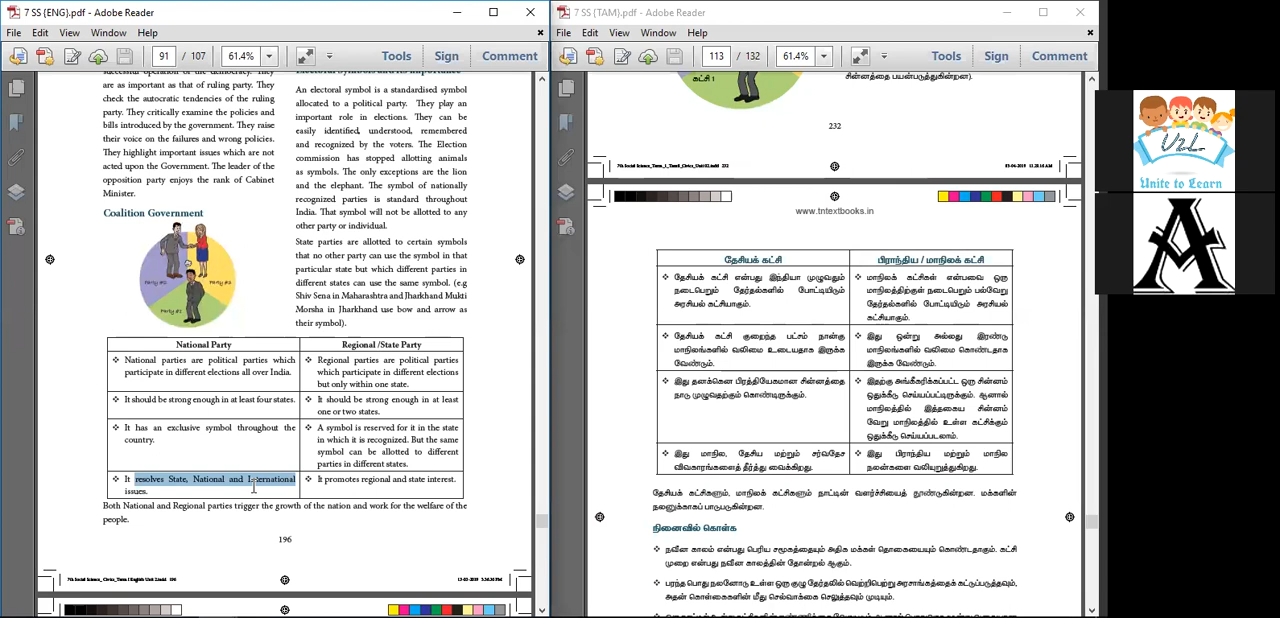 7 SS {ENG}.pdf - Adobe Reader
File Edit View Window Help
91 / 107 61.4% Tools Sign Comment
successful operation of the democracy. They
are as important as that of ruling party. They
check the autocratic tendencies of the ruling
party. They critically examine the policies and
bills introduced by the government. They raise
their voice on the failures and wrong policies.
They highlight important issues which are not
acted upon the Government. The leader of the
opposition party enjoys the rank of Cabinet
Minister.
Coalition Government
Party #1
Party #2
Party #3
Electoral Symbols and its Importance
An electoral symbol is a standardised symbol
allocated to a political party. They play an
important role in elections. They can be
easily identified, understood, remembered
and recognized by the voters. The Election
commission has stopped allotting animals
as symbols. The only exceptions are the lion
and the elephant. The symbol of nationally
recognized parties is standard throughout
India. That symbol will not be allotted to any
other party or individual.
State parties are allotted to certain symbols
that no other party can use the symbol in that
particular state but which different parties in
different states can use the same symbol. (e.g
Shiv Sena in Maharashtra and Jharkhand Mukti
Morsha in Jharkhand use bow and arrow as
their symbol).
National Party
Regional /State Party
❖ National parties are political parties which
participate in different elections all over India.
❖ Regional parties are political parties
which participate in different elections
but only within one state.
❖ It should be strong enough in at least four states.
❖ It should be strong enough in at least
one or two states.
❖ It has an exclusive symbol throughout the
country.
❖ A symbol is reserved for it in the state
in which it is recognized. But the same
symbol can be allotted to different
parties in different states.
❖ It resolves State, National and International
issues.
❖ It promotes regional and state interest.
Both National and Regional parties trigger the growth of the nation and work for the welfare of the
people.
196
7 SS {TAM}.pdf - Adobe Reader
File Edit View Window Help
113 / 132 61.4% Tools Sign Comment
கட்சி 1
சின்னத்தை பயன்படுத்துகின்றன).
232
www.tntextbooks.in
தேசியக் கட்சி
பிராந்திய / மாநிலக் கட்சி
❖ தேசியக் கட்சி என்பது இந்தியா முழுவதும்
நடைபெறும் தேர்தல்களில் போட்டியிடும்
அரசியல் கட்சியாகும்.
❖ மாநிலக் கட்சிகள் என்பவை ஒரு
மாநிலத்திற்குள் நடைபெறும் பல்வேறு
தேர்தல்களில் போட்டியிடும் அரசியல்
கட்சியாகும்.
❖ தேசியக் கட்சி குறைந்த பட்சம் நான்கு
மாநிலங்களில் வலிமை உடையதாக இருக்க
வேண்டும்.
❖ இது ஒன்று அல்லது இரண்டு
மாநிலங்களில் வலிமை கொண்டதாக
இருக்க வேண்டும்.
❖ இது தனக்கென பிரத்தியேகமான சின்னத்தை
நாடு முழுவதற்கும் கொண்டிருக்கும்.
❖ இதற்கு அங்கீகரிக்கப்பட்ட ஒரு சின்னம்
ஒதுக்கீடு செய்யப்பட்டிருக்கும். ஆனால்
மாநிலத்தில் இத்தகைய சின்னம்
வேறு மாநிலத்தில் உள்ள கட்சிக்கும்
ஒதுக்கீடு செய்யப்படலாம்.
❖ இது மாநில, தேசிய மற்றும் சர்வதேச
விவகாரங்களைத் தீர்த்து வைக்கிறது.
❖ இது பிராந்திய மற்றும் மாநில
நலன்களை வலியுறுத்துகிறது.
தேசியக் கட்சிகளும், மாநிலக் கட்சிகளும் நாட்டின் வளர்ச்சியைத் தூண்டுகின்றன. மக்களின்
நலனுக்காகப் பாடுபடுகின்றன.
நினைவில் கொள்க
❖ நவீன காலம் என்பது பெரிய சமூகத்தையும் அதிக மக்கள் தொகையையும் கொண்டதாகும். கட்சி
முறை என்பது நவீன காலத்தின் தோன்றல் ஆகும்.
❖ பரந்த பொது நலனோடு உள்ள ஒரு குழு தேர்தலில் வெற்றிபெற்று அரசாங்கத்தைக் கட்டுப்படுத்தவும்,
அதன் கொள்கைகளின் மீது செல்வாக்கை செலுத்தவும் முடியும்.
U2L
Unite to Learn
A